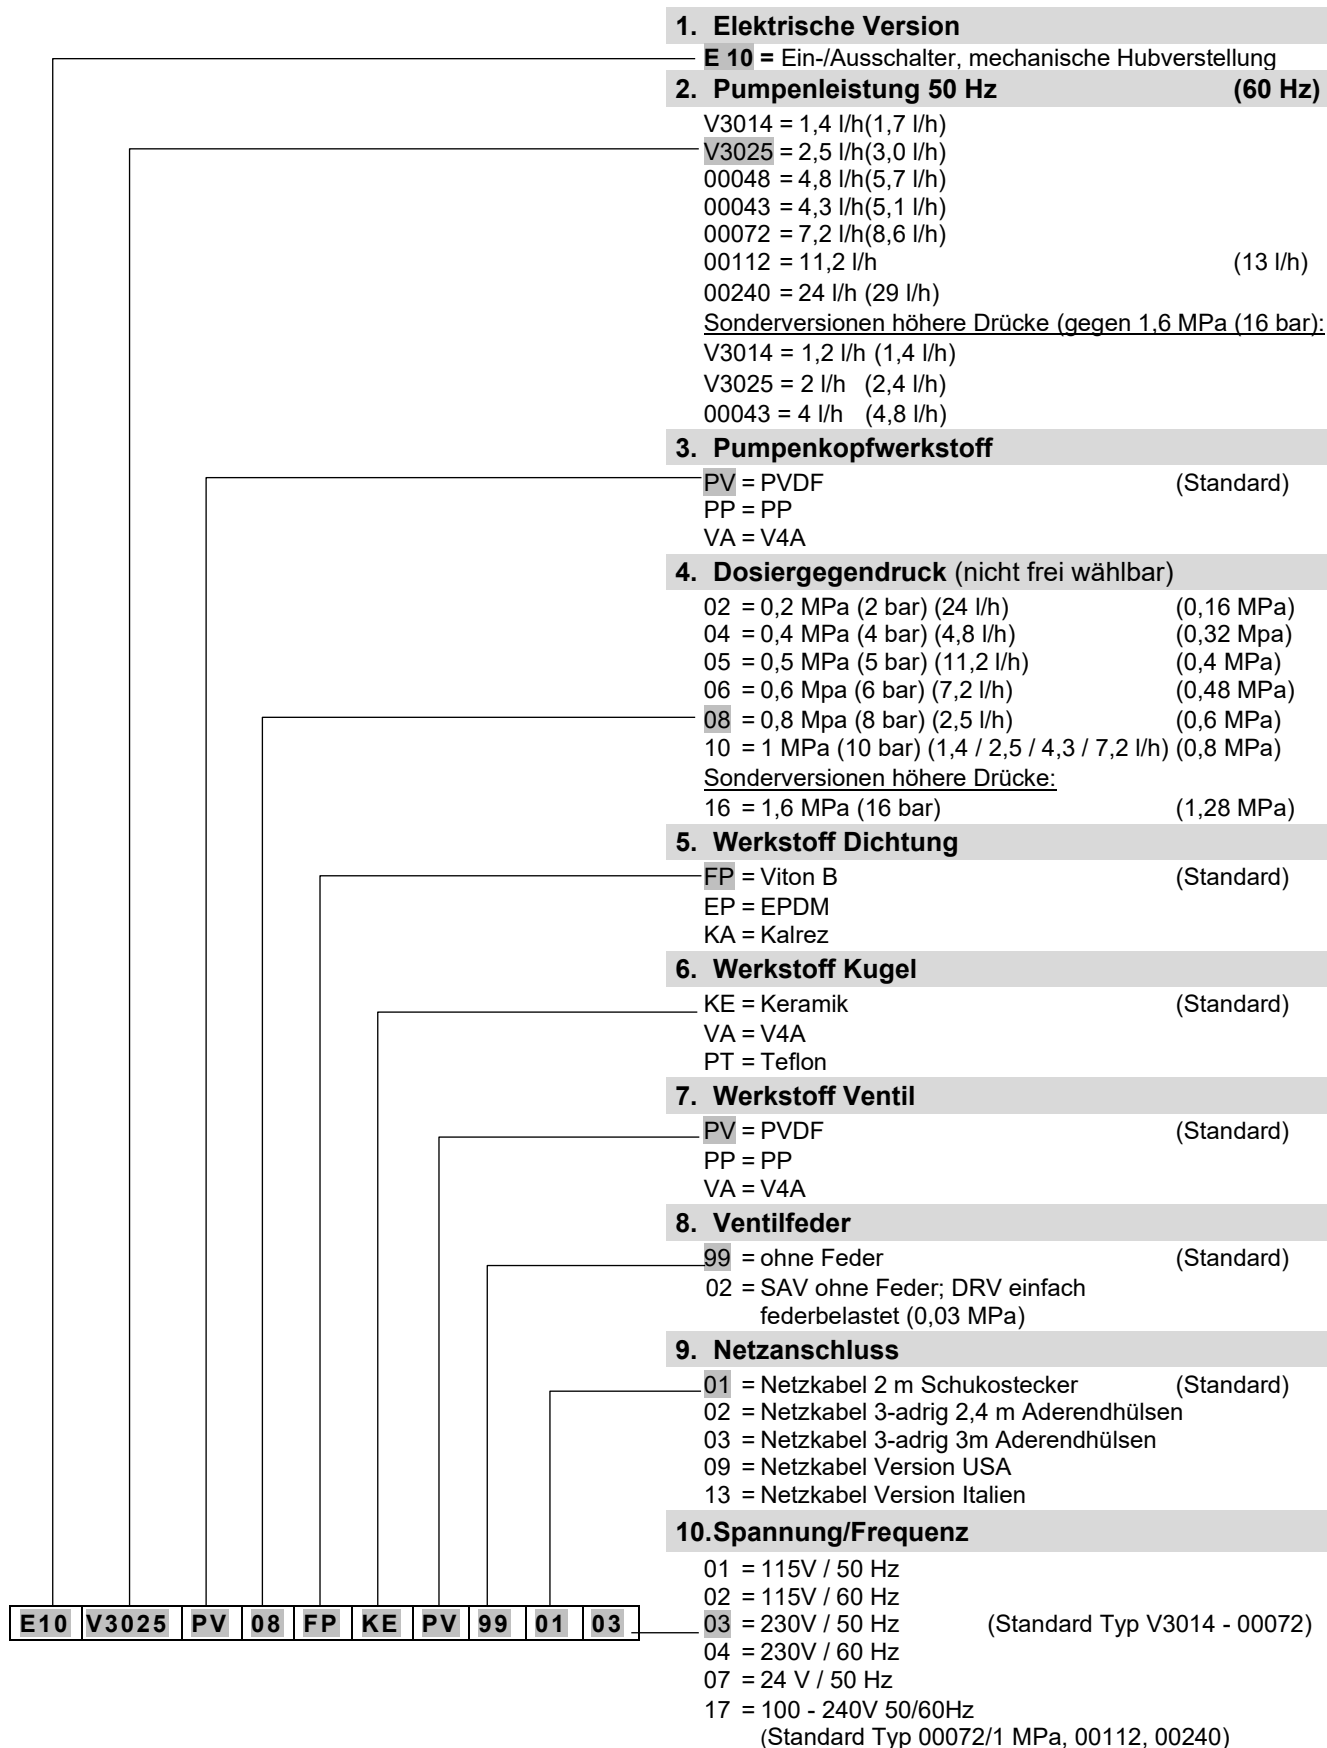 1. Elektrische Version
E 10 = Ein-/Ausschalter, mechanische Hubverstellung
2. Pumpenleistung 50 Hz (60 Hz)
V3014 = 1,4 l/h(1,7 l/h)
V3025 = 2,5 l/h(3,0 l/h)
00048 = 4,8 l/h(5,7 l/h)
00043 = 4,3 l/h(5,1 l/h)
00072 = 7,2 l/h(8,6 l/h)
00112 = 11,2 l/h (13 l/h)
00240 = 24 l/h (29 l/h)
Sonderversionen höhere Drücke (gegen 1,6 MPa (16 bar):
V3014 = 1,2 l/h (1,4 l/h)
V3025 = 2 l/h (2,4 l/h)
00043 = 4 l/h (4,8 l/h)
3. Pumpenkopfwerkstoff
PV = PVDF (Standard)
PP = PP
VA = V4A
4. Dosiergegendruck (nicht frei wählbar)
02 = 0,2 MPa (2 bar) (24 l/h) (0,16 MPa)
04 = 0,4 MPa (4 bar) (4,8 l/h) (0,32 Mpa)
05 = 0,5 MPa (5 bar) (11,2 l/h) (0,4 MPa)
06 = 0,6 Mpa (6 bar) (7,2 l/h) (0,48 MPa)
08 = 0,8 Mpa (8 bar) (2,5 l/h) (0,6 MPa)
10 = 1 MPa (10 bar) (1,4 / 2,5 / 4,3 / 7,2 l/h) (0,8 MPa)
Sonderversionen höhere Drücke:
16 = 1,6 MPa (16 bar) (1,28 MPa)
5. Werkstoff Dichtung
FP = Viton B (Standard)
EP = EPDM
KA = Kalrez
6. Werkstoff Kugel
KE = Keramik (Standard)
VA = V4A
PT = Teflon
7. Werkstoff Ventil
PV = PVDF (Standard)
PP = PP
VA = V4A
8. Ventilfeder
99 = ohne Feder (Standard)
02 = SAV ohne Feder; DRV einfach
federbelastet (0,03 MPa)
9. Netzanschluss
01 = Netzkabel 2 m Schukostecker (Standard)
02 = Netzkabel 3-adrig 2,4 m Aderendhülsen
03 = Netzkabel 3-adrig 3m Aderendhülsen
09 = Netzkabel Version USA
13 = Netzkabel Version Italien
10.Spannung/Frequenz
01 = 115V / 50 Hz
02 = 115V / 60 Hz
E10 V3025 PV 08 FP KE PV 99 01 03
03 = 230V / 50 Hz (Standard Typ V3014 - 00072)
04 = 230V / 60 Hz
07 = 24 V / 50 Hz
17 = 100 - 240V 50/60Hz
(Standard Typ 00072/1 MPa, 00112, 00240)